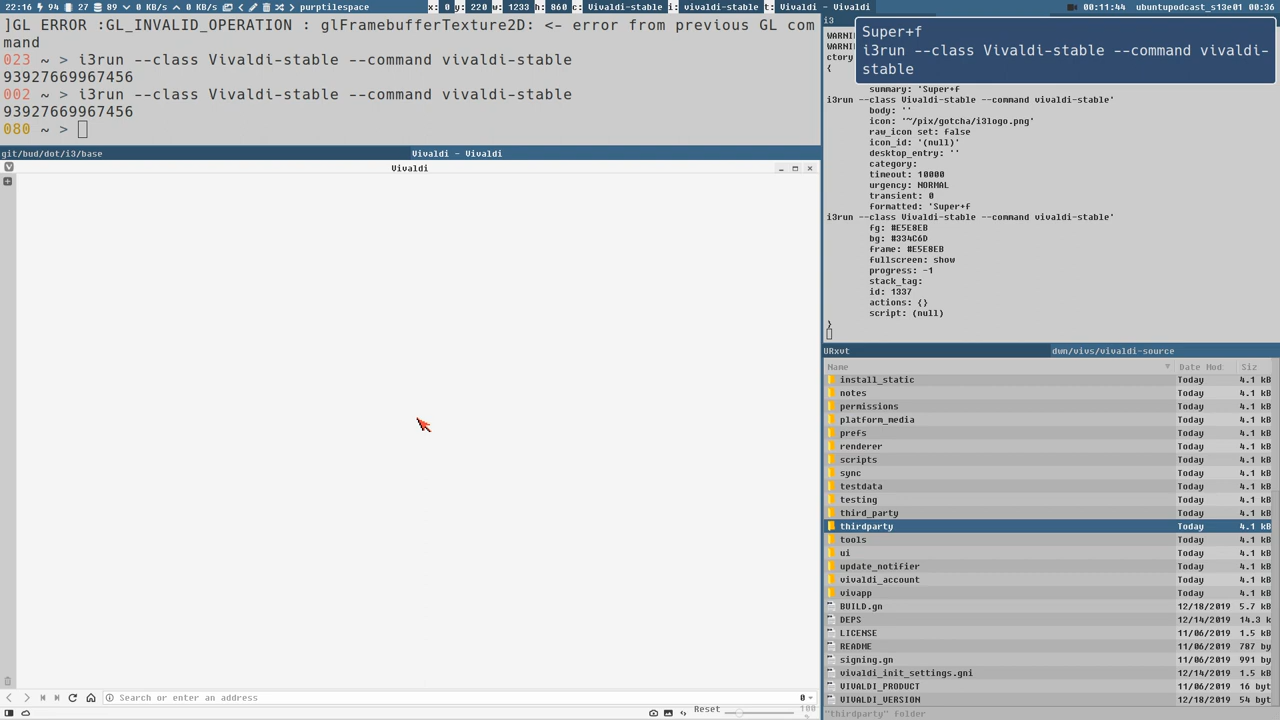 22:16 94 27 89 0 KB/s 0 KB/s purptilespace x: 0 y: 220 w: 1233 h: 860 c: Vivaldi-stable i: vivaldi-stable t: Vivaldi - Vivaldi 00:11:44 ubuntupodcast_s13e01 00:36
]GL ERROR :GL_INVALID_OPERATION : glFramebufferTexture2D: <- error from previous GL com
mand
023 ~ > i3run --class Vivaldi-stable --command vivaldi-stable
93927669967456
002 ~ > i3run --class Vivaldi-stable --command vivaldi-stable
93927669967456
080 ~ >
git/bud/dot/i3/base Vivaldi - Vivaldi
Vivaldi
Search or enter an address
0
Reset
100 %
i3
Super+f
i3run --class Vivaldi-stable --command vivaldi-
stable
WARNI
WARNI
ctory
{
summary: 'Super+f
i3run --class Vivaldi-stable --command vivaldi-stable'
body: ''
icon: '~/pix/gotcha/i3logo.png'
raw_icon set: false
icon_id: '(null)'
desktop_entry: ''
category:
timeout: 10000
urgency: NORMAL
transient: 0
formatted: 'Super+f
i3run --class Vivaldi-stable --command vivaldi-stable'
fg: #E5E8EB
bg: #334C6D
frame: #E5E8EB
fullscreen: show
progress: -1
stack_tag:
id: 1337
actions: {}
script: (null)
}
URxvt dwn/vivs/vivaldi-source
Name Date Mod Siz
install_static Today 4.1 kB
notes Today 4.1 kB
permissions Today 4.1 kB
platform_media Today 4.1 kB
prefs Today 4.1 kB
renderer Today 4.1 kB
scripts Today 4.1 kB
sync Today 4.1 kB
testdata Today 4.1 kB
testing Today 4.1 kB
third_party Today 4.1 kB
thirdparty Today 4.1 kB
tools Today 4.1 kB
ui Today 4.1 kB
update_notifier Today 4.1 kB
vivaldi_account Today 4.1 kB
vivapp Today 4.1 kB
BUILD.gn 12/18/2019 5.7 kB
DEPS 12/14/2019 14.3 k
LICENSE 11/06/2019 1.5 kB
README 11/06/2019 787 by
signing.gn 11/06/2019 991 by
vivaldi_init_settings.gni 12/14/2019 1.5 kB
VIVALDI_PRODUCT 11/06/2019 16 byt
VIVALDI_VERSION 12/18/2019 54 byt
"thirdparty" folder